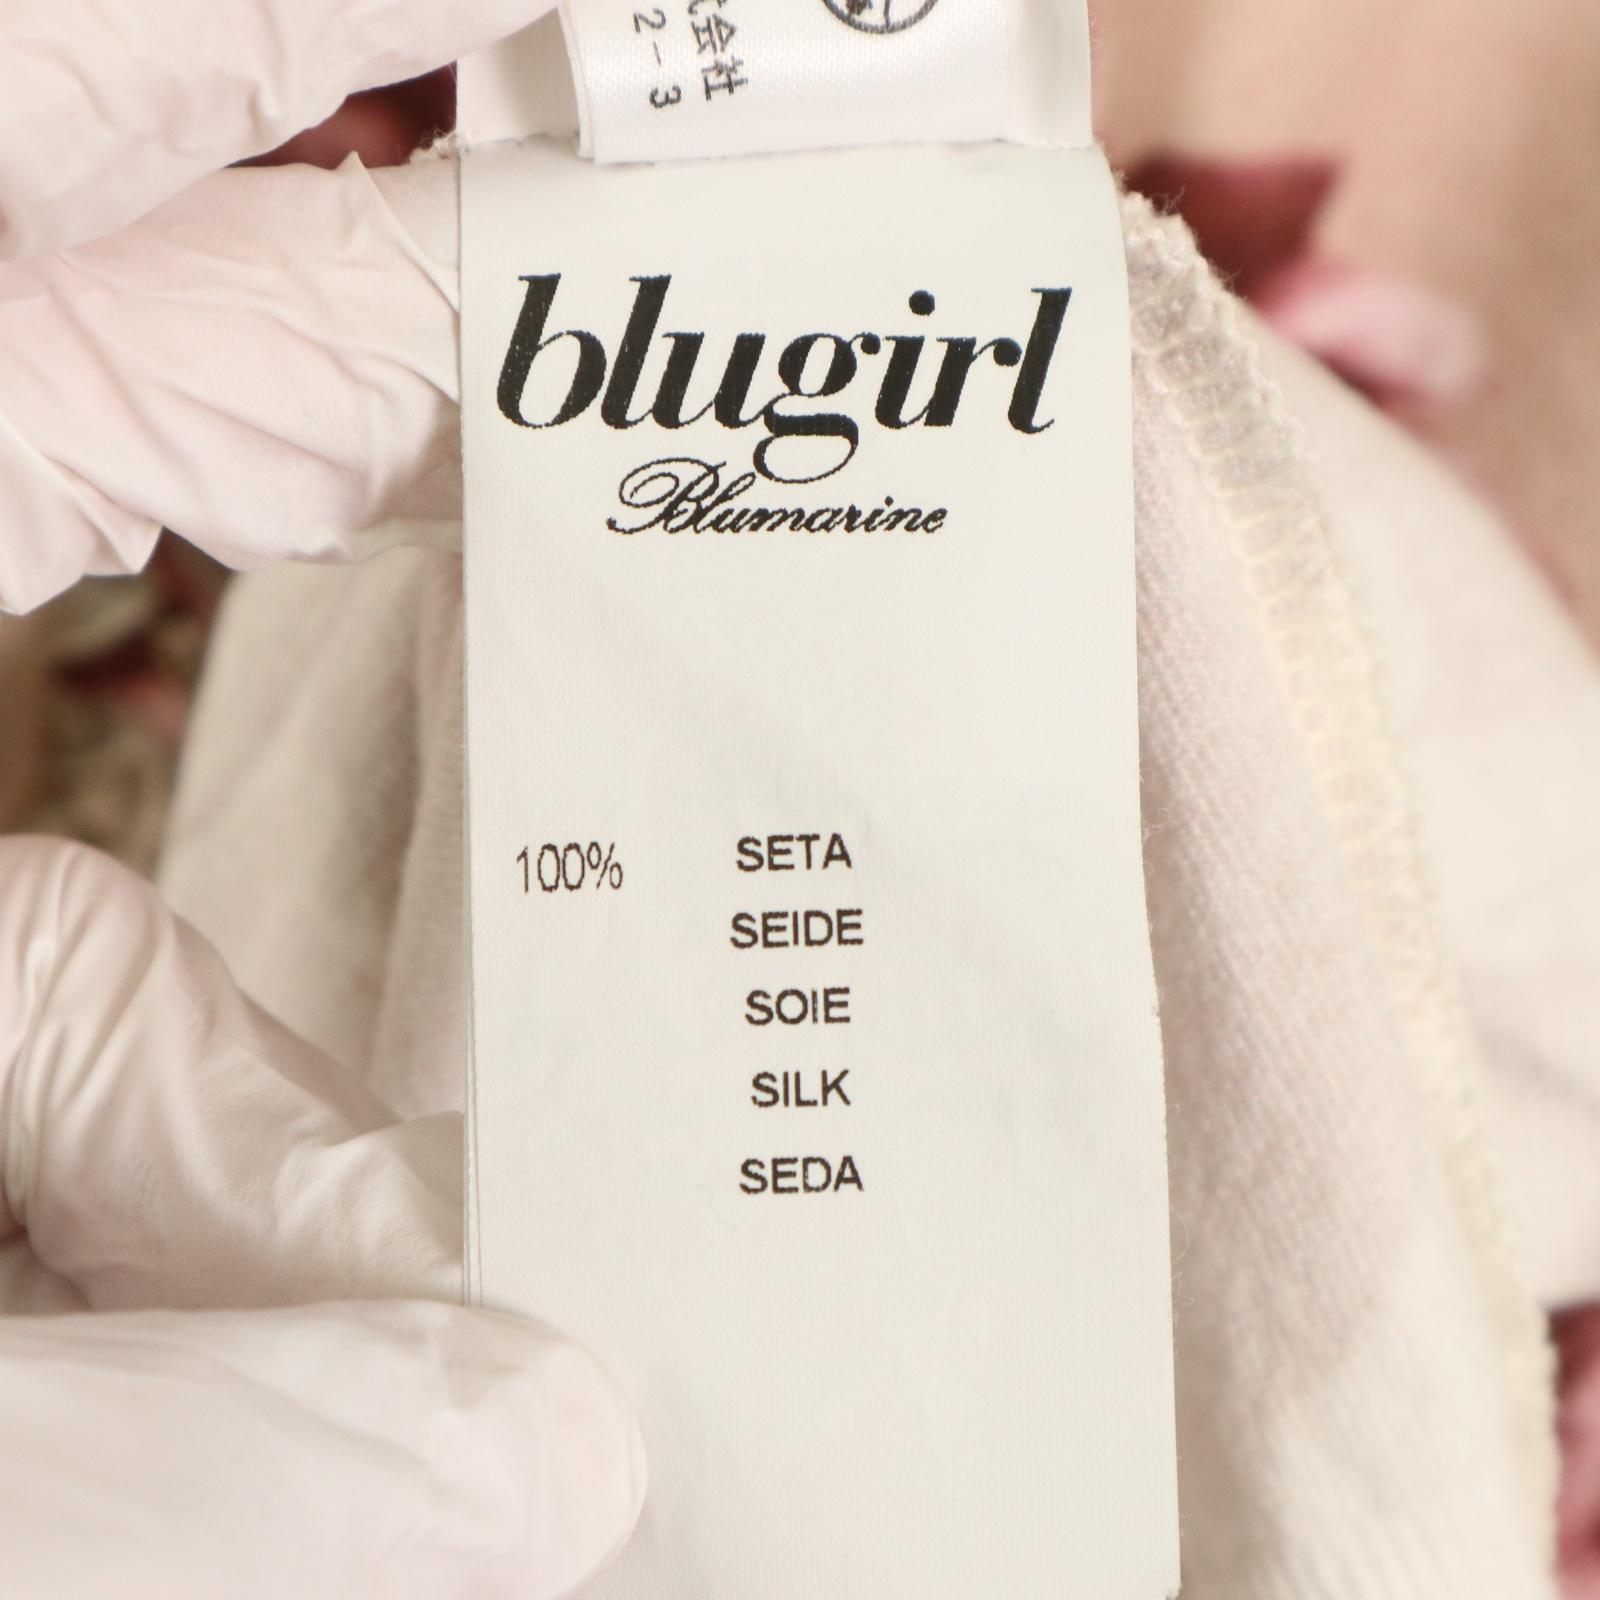 会社
2-3
blugirl
Blumarine
100% SETA
SEIDE
SOIE
SILK
SEDA